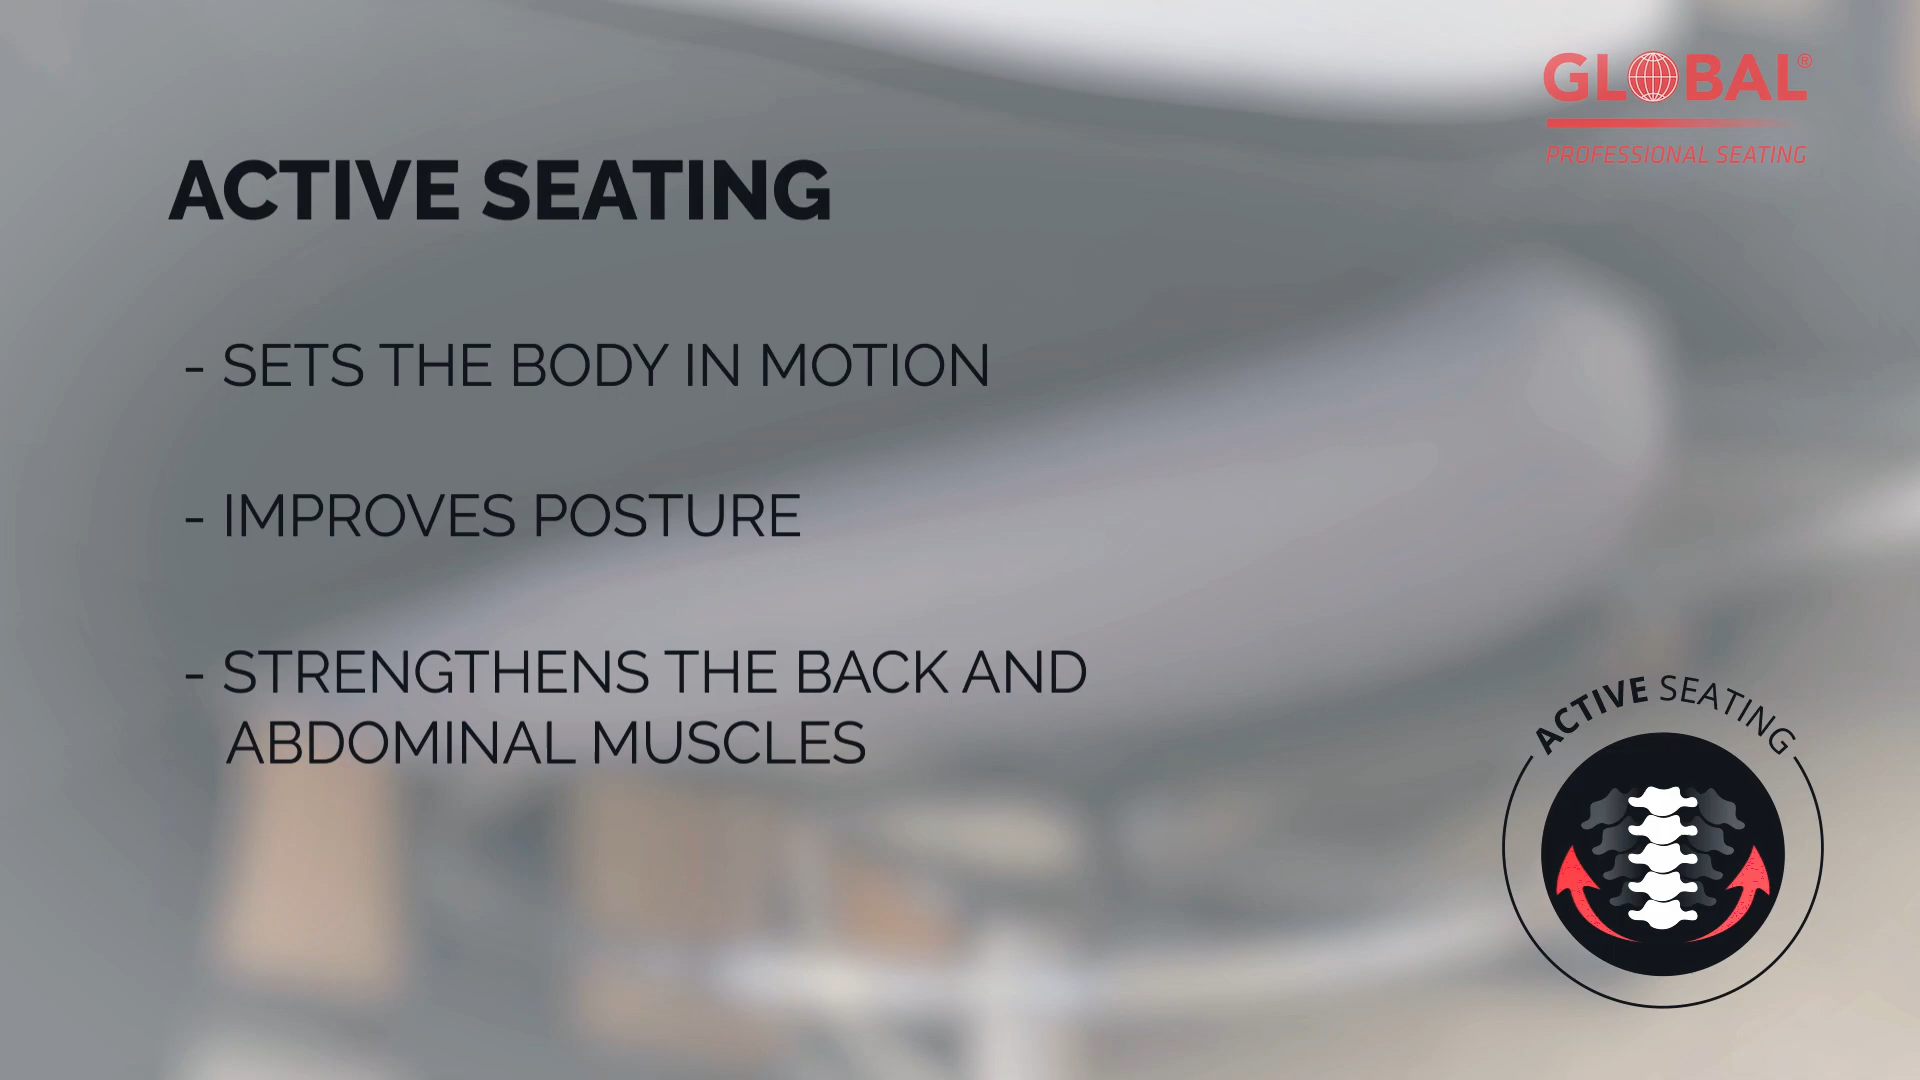 GLOBAL®
PROFESSIONAL SEATING
ACTIVE SEATING
- SETS THE BODY IN MOTION
- IMPROVES POSTURE
- STRENGTHENS THE BACK AND
ABDOMINAL MUSCLES
ACTIVE SEATING